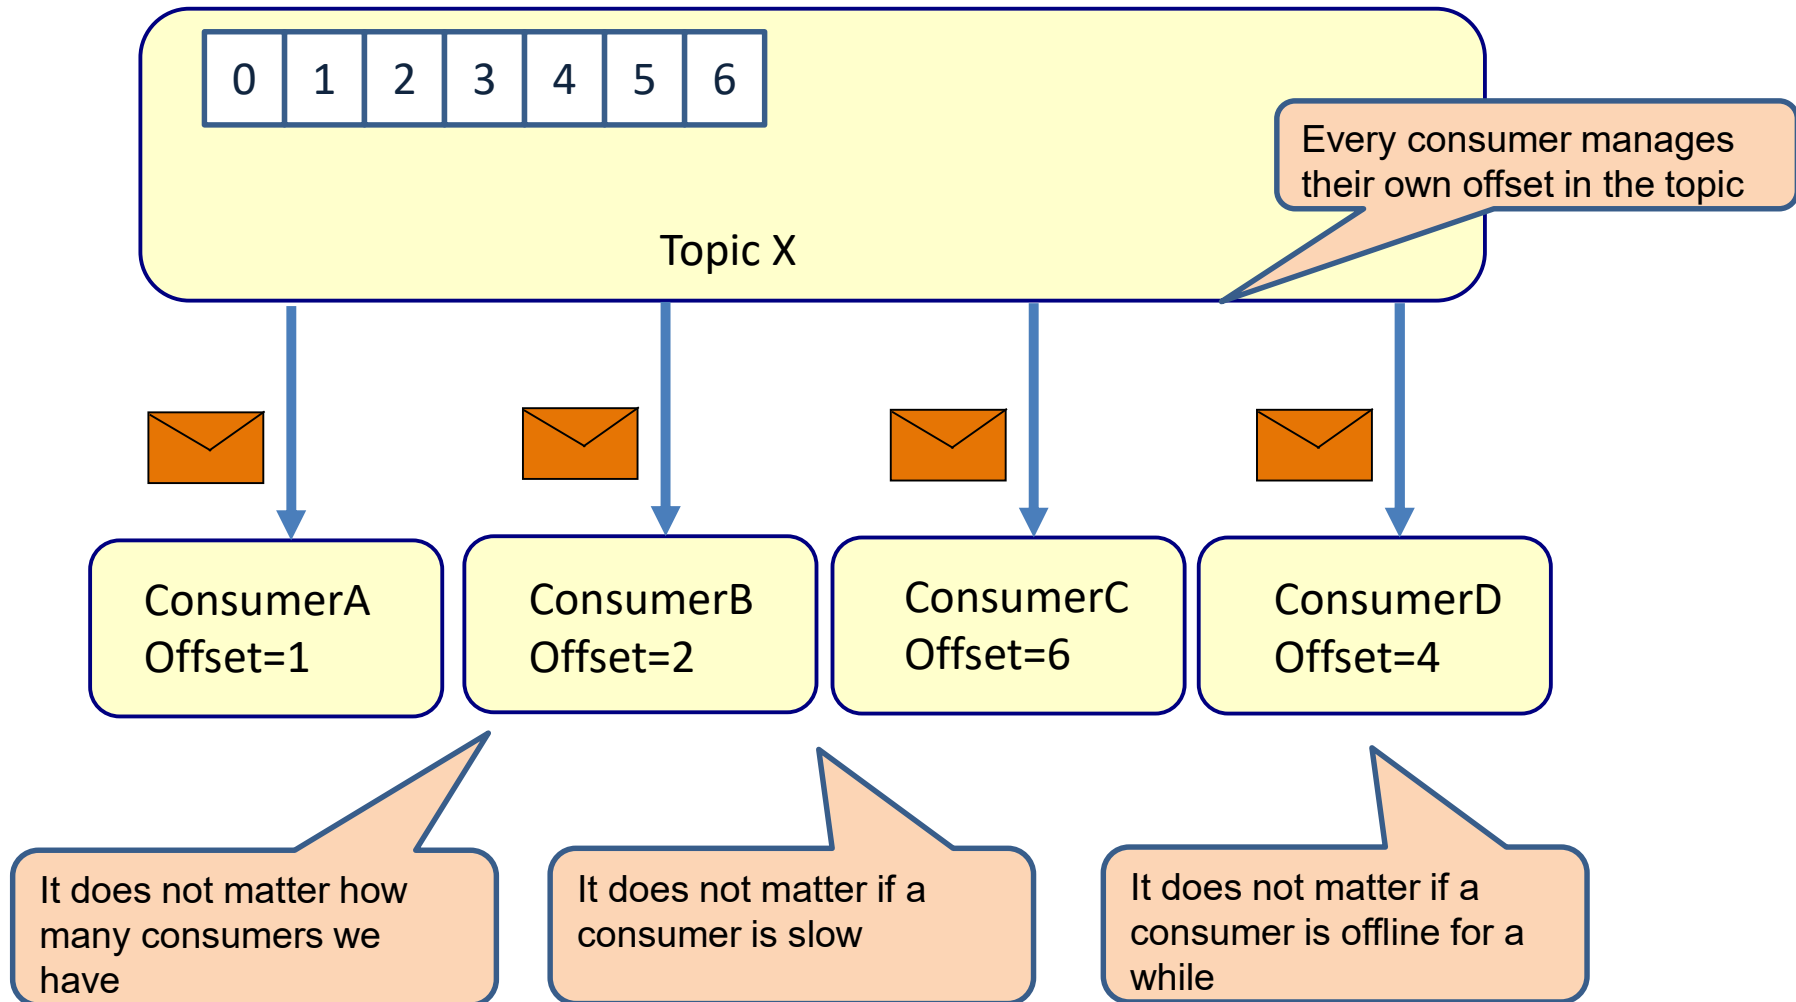 0 1 2 3 4 5 6
Every consumer manages
their own offset in the topic
Topic X
ConsumerA
Offset=1
ConsumerB
Offset=2
ConsumerC
Offset=6
ConsumerD
Offset=4
It does not matter how
many consumers we
have
It does not matter if a
consumer is slow
It does not matter if a
consumer is offline for a
while